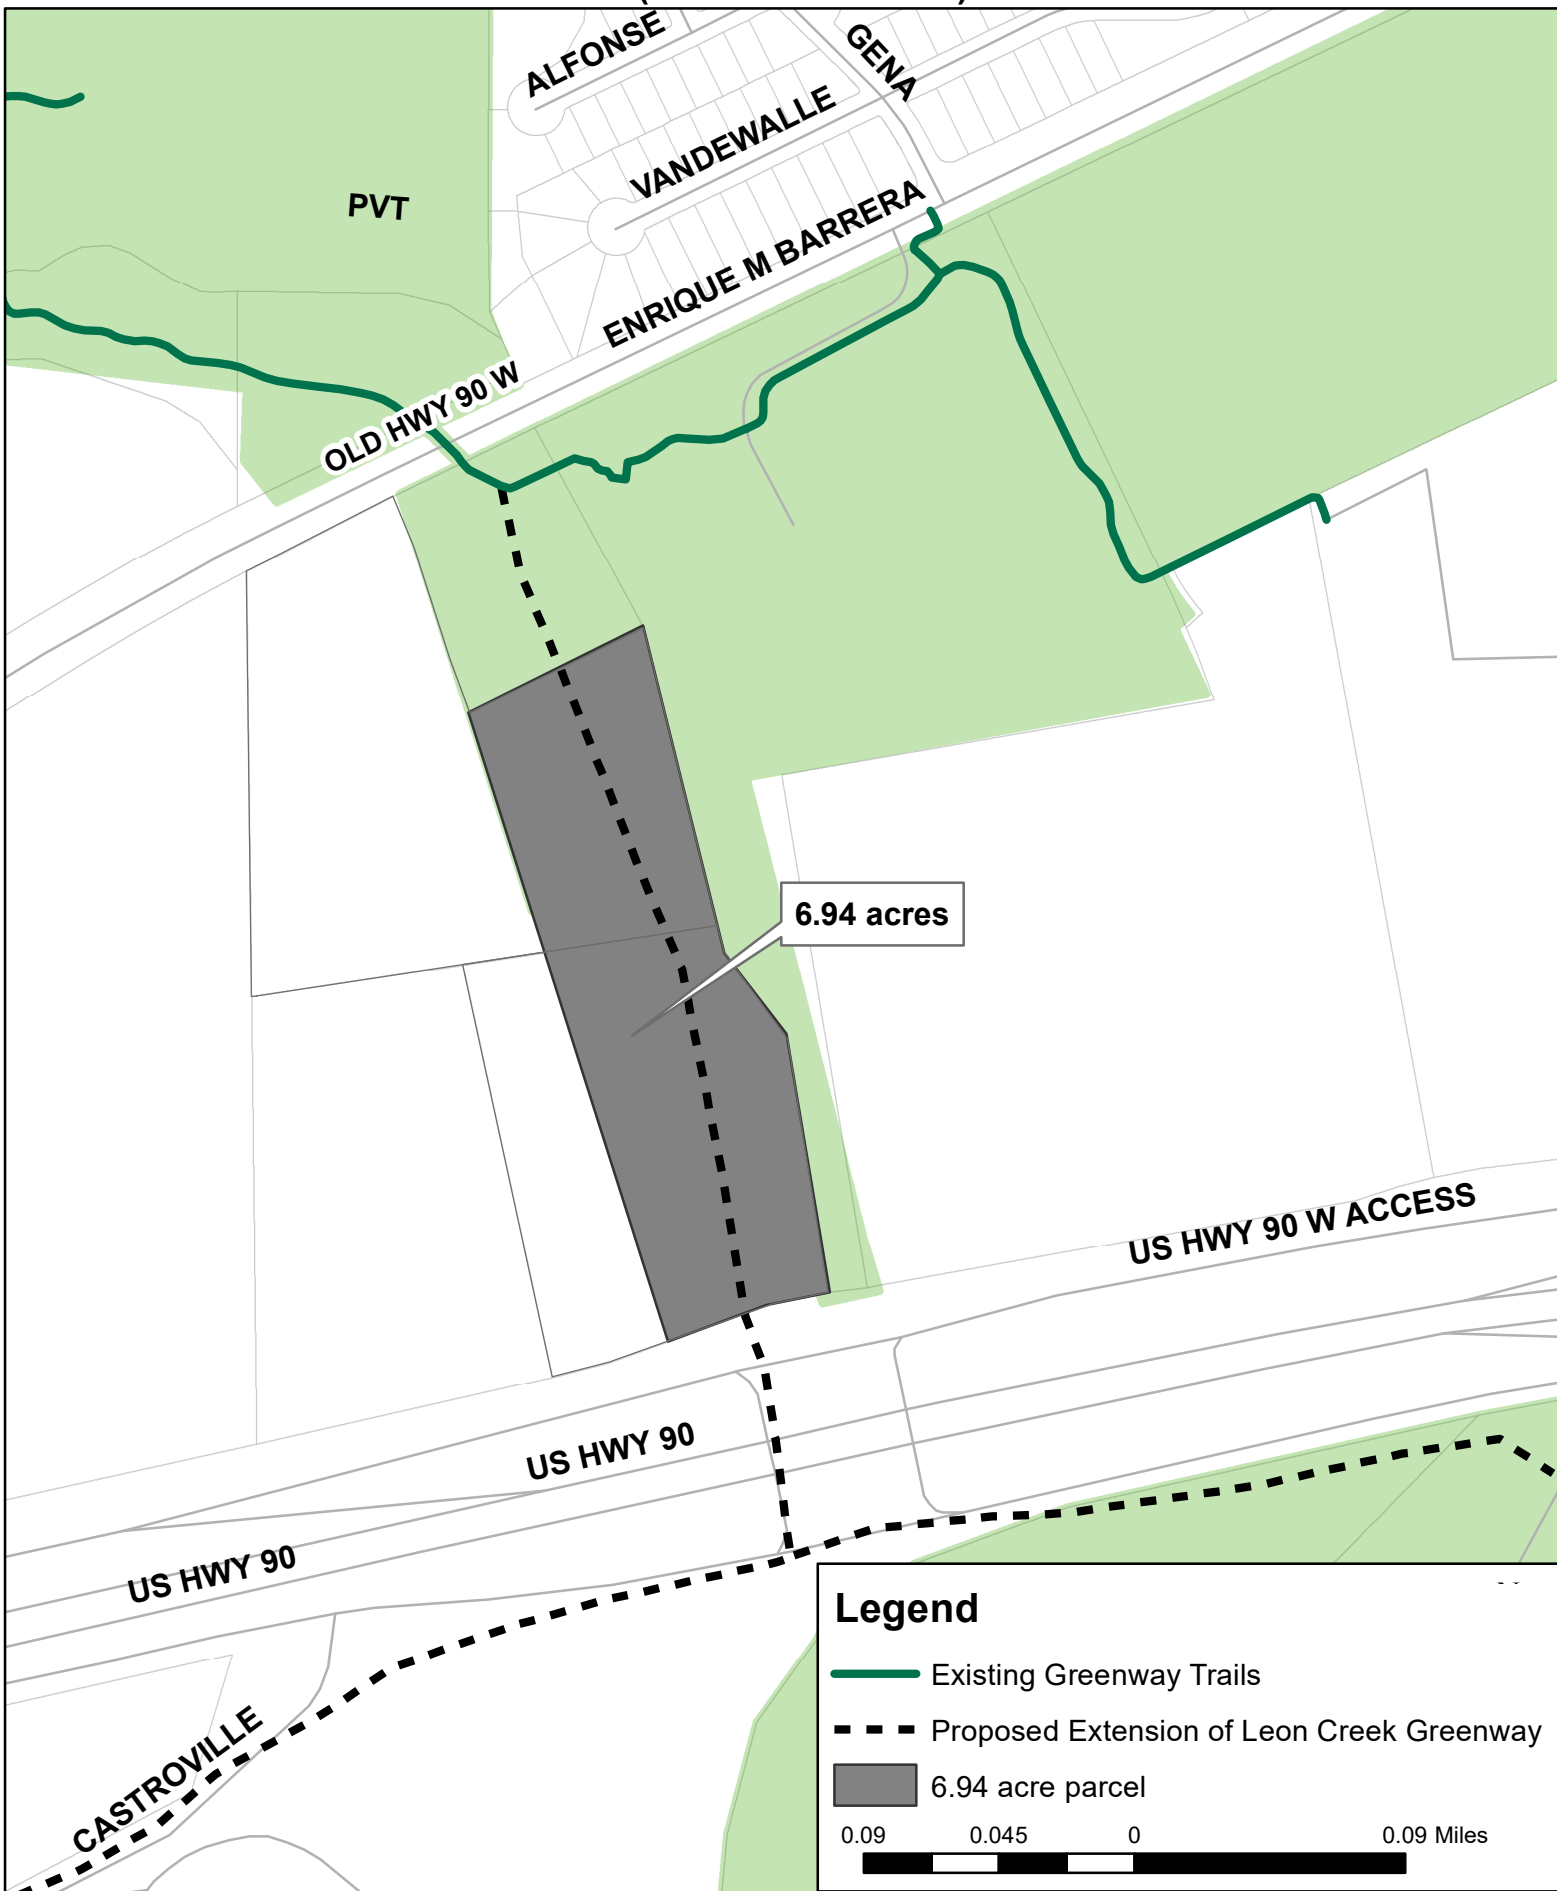 ALFONSE
GENA
VANDEWALLE
PVT
ENRIQUE M BARRERA
OLD HWY 90 W
6.94 acres
US HWY 90 W ACCESS
US HWY 90
US HWY 90
CASTROVILLE
Legend
Existing Greenway Trails
Proposed Extension of Leon Creek Greenway
6.94 acre parcel
0.09 0.045 0 0.09 Miles